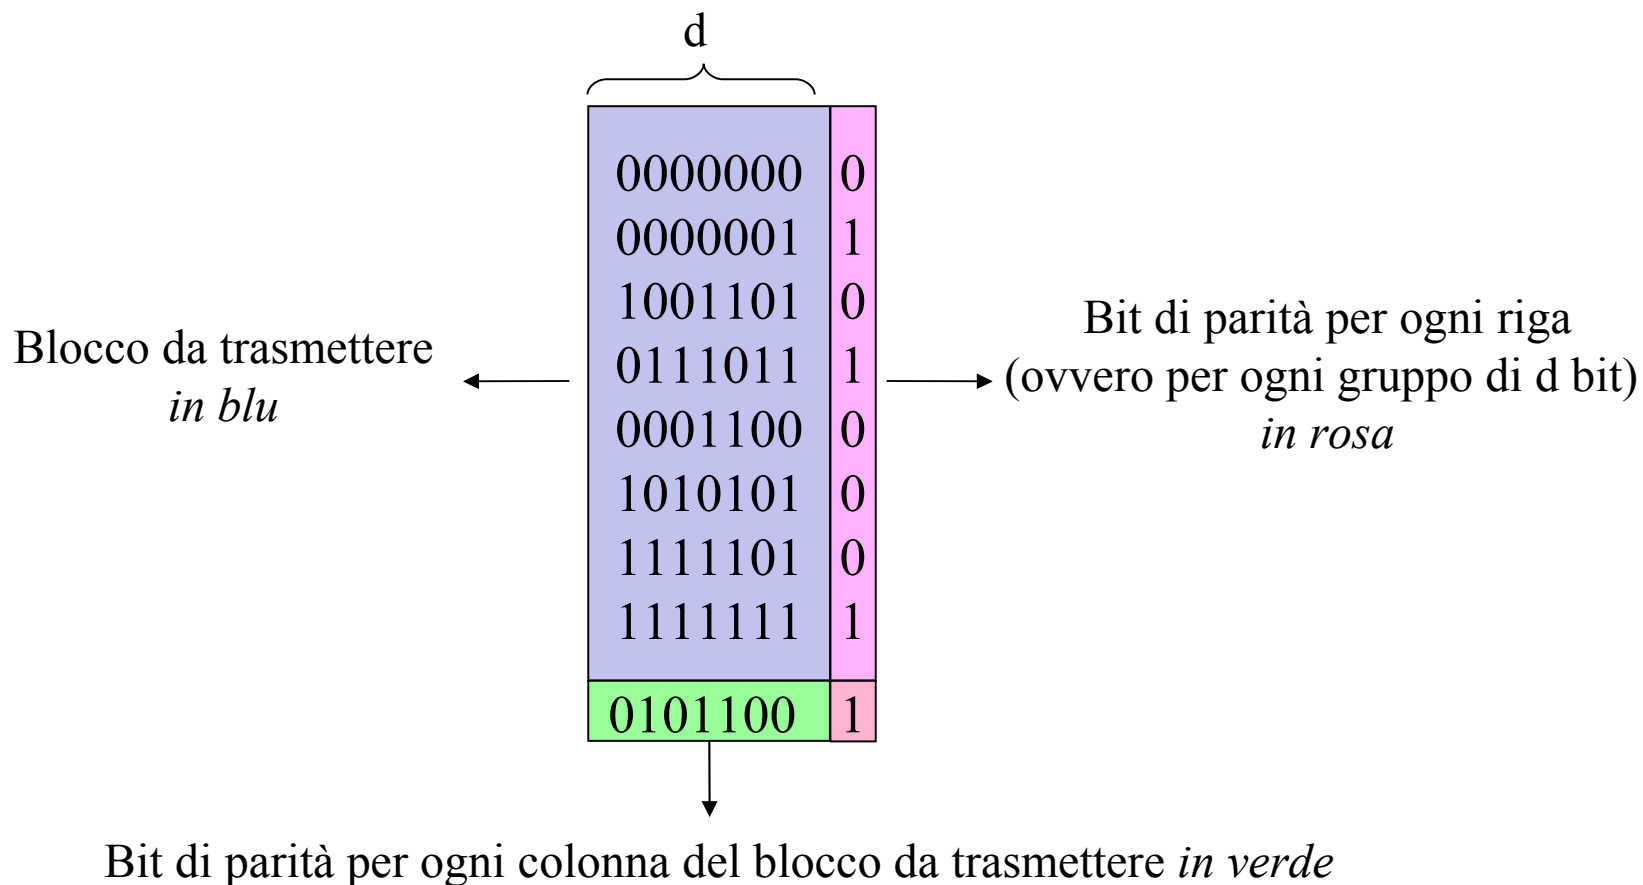 d
0000000 0
0000001 1
1001101 0
0111011 1
0001100 0
1010101 0
1111101 0
1111111 1
0101100 1
Blocco da trasmettere
in blu
Bit di parità per ogni riga
(ovvero per ogni gruppo di d bit)
in rosa
Bit di parità per ogni colonna del blocco da trasmettere in verde